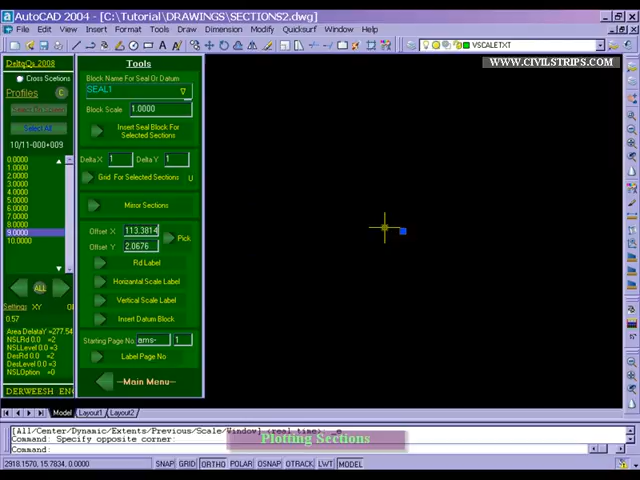 AutoCAD 2004 - [C:\Tutorial\DRAWINGS\SECTIONS2.dwg]
File Edit View Insert Format Tools Draw Dimension Modify Quicksurf Window Help
VSCALETXT
WWW.CIVILSTRIPS.COM
DeltaQs 2008
Cross Scetions
Profiles C
Select All
10/11-000+009
0.0000
1.0000
2.0000
3.0000
4.0000
5.0000
6.0000
7.0000
8.0000
9.0000
10.0000
ALL
Settings XY
0.57
Area DelataY=277.54
NSLRd 0.0 =2
NSLevel 0.0 =3
DesRd 0.0 =2
DesLevel 0.0 =3
NSLOption =0
DERWEESH ENG
Tools
Block Name For Seal Or Datum
SEAL1
Block Scale 1.0000
Insert Seal Block For
Selected Sections
Delta X 1 Delta Y 1
Grid For Selected Sections U
Minor Sections
Offset X 113.3814
Offset Y 2.0676
Pick
Rd Label
Horizantal Scale Label
Vertical Scale Label
Insert Datum Block
Starting Page No. ams- 1
Label Page No
--Main Menu--
Model Layout1 Layout2
[All/Center/Dynamic/Extents/Previous/Scale/Window] <real time>: _e
Command: Specify opposite corner:
Command:
Plotting Sections
2918.1570, 15.7834, 0.0000
SNAP GRID ORTHO POLAR OSNAP OTRACK LWT MODEL